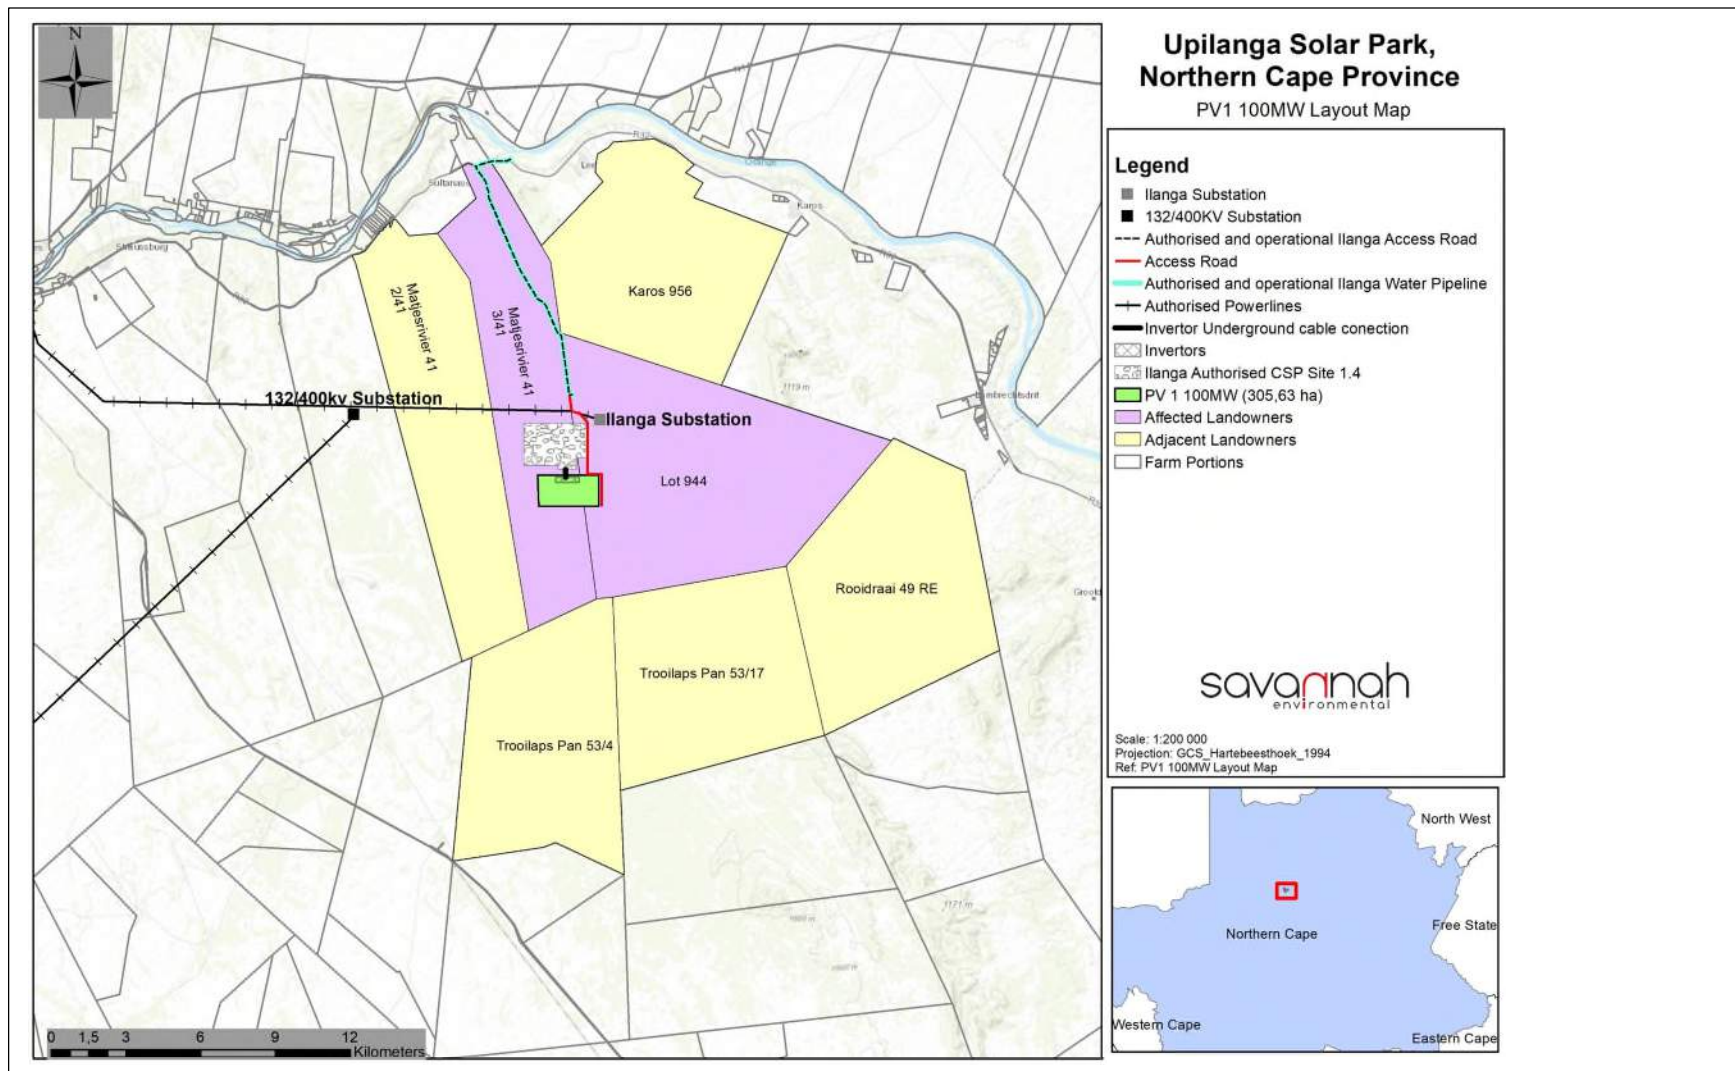 N
Upilanga Solar Park,
Northern Cape Province
PV1 100MW Layout Map
Legend
Ilanga Substation
132/400KV Substation
Authorised and operational Ilanga Access Road
Access Road
Authorised and operational Ilanga Water Pipeline
Authorised Powerlines
Invertor Underground cable conection
Invertors
Ilanga Authorised CSP Site 1.4
PV 1 100MW (305,63 ha)
Affected Landowners
Adjacent Landowners
Farm Portions
savannah
environmental
Scale: 1:200 000
Projection: GCS_Hartebeesthoek_1994
Ref: PV1 100MW Layout Map
Karos
Karos 956
Matjesrivier 41
2/41
Matjesrivier 41
3/41
1119 m
132/400kv Substation
Ilanga Substation
Lot 944
Rooidraai 49 RE
Trooilaps Pan 53/17
Trooilaps Pan 53/4
1171 m
0 1,5 3 6 9 12
Kilometers
North West
Free State
Northern Cape
Western Cape
Eastern Cape